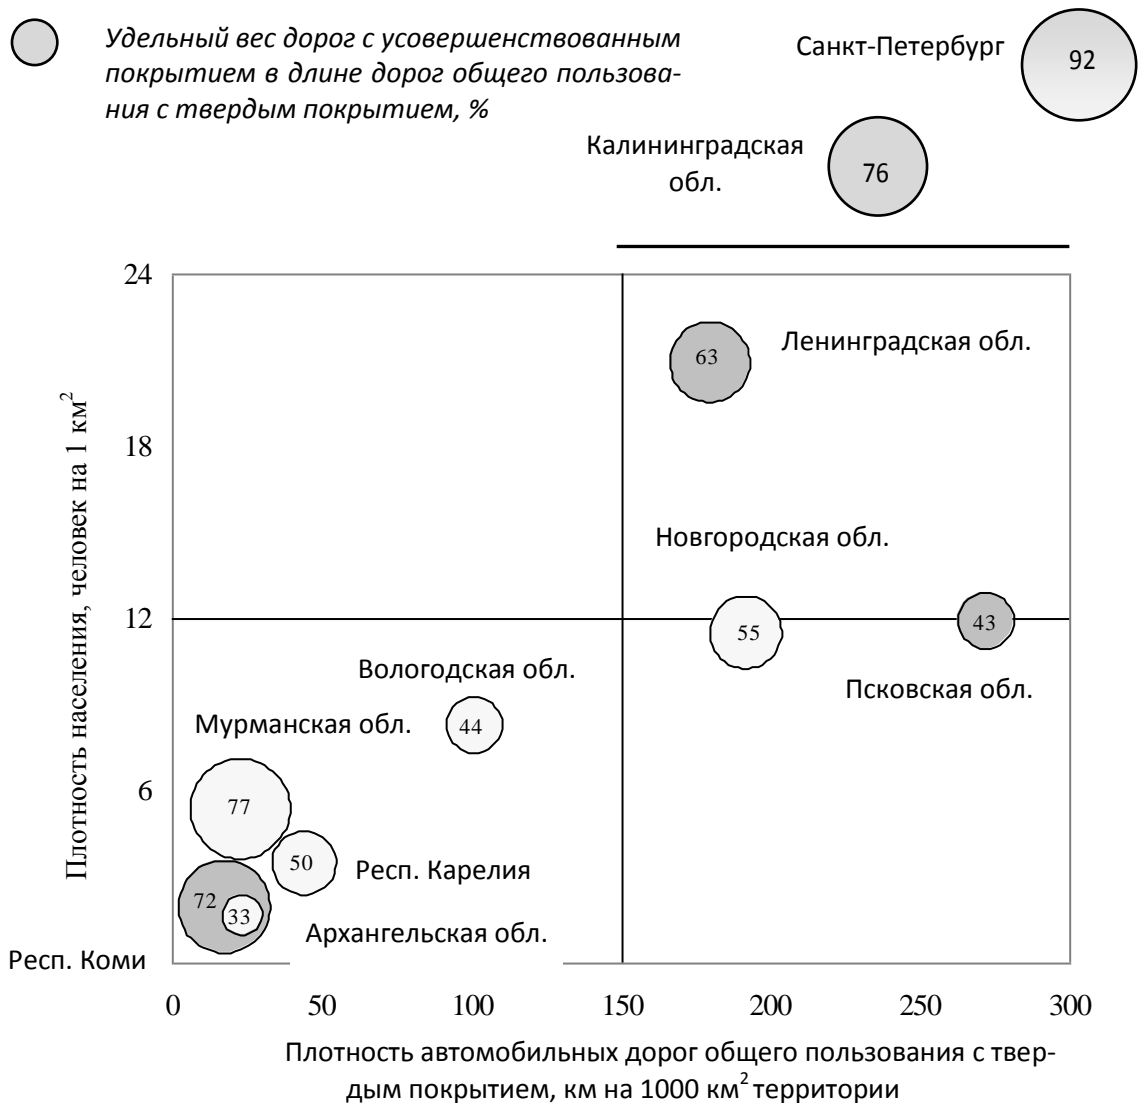 Удельный вес дорог с усовершенствованным
покрытием в длине дорог общего пользова-
ния с твердым покрытием, %
Санкт-Петербург
92
Калининградская
обл.
76
24
Ленинградская обл.
63
18
Новгородская обл.
12
55
43
Псковская обл.
Вологодская обл.
44
Мурманская обл.
6
77
50
Респ. Карелия
72
33
Архангельская обл.
Респ. Коми
Плотность населения, человек на 1 км²
0 50 100 150 200 250 300
Плотность автомобильных дорог общего пользования с твер-
дым покрытием, км на 1000 км² территории